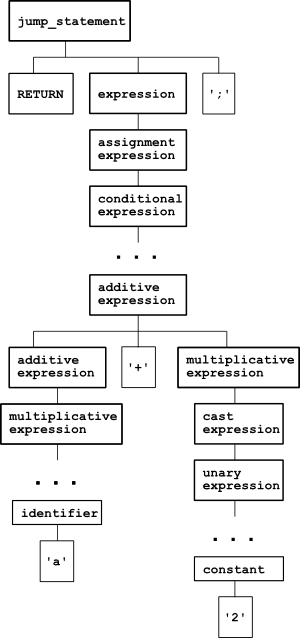 jump_statement
RETURN
expression
';'
assignment
expression
conditional
expression
. . .
additive
expression
additive
expression
'+'
multiplicative
expression
multiplicative
expression
cast
expression
. . .
unary
expression
identifier
. . .
'a'
constant
'2'